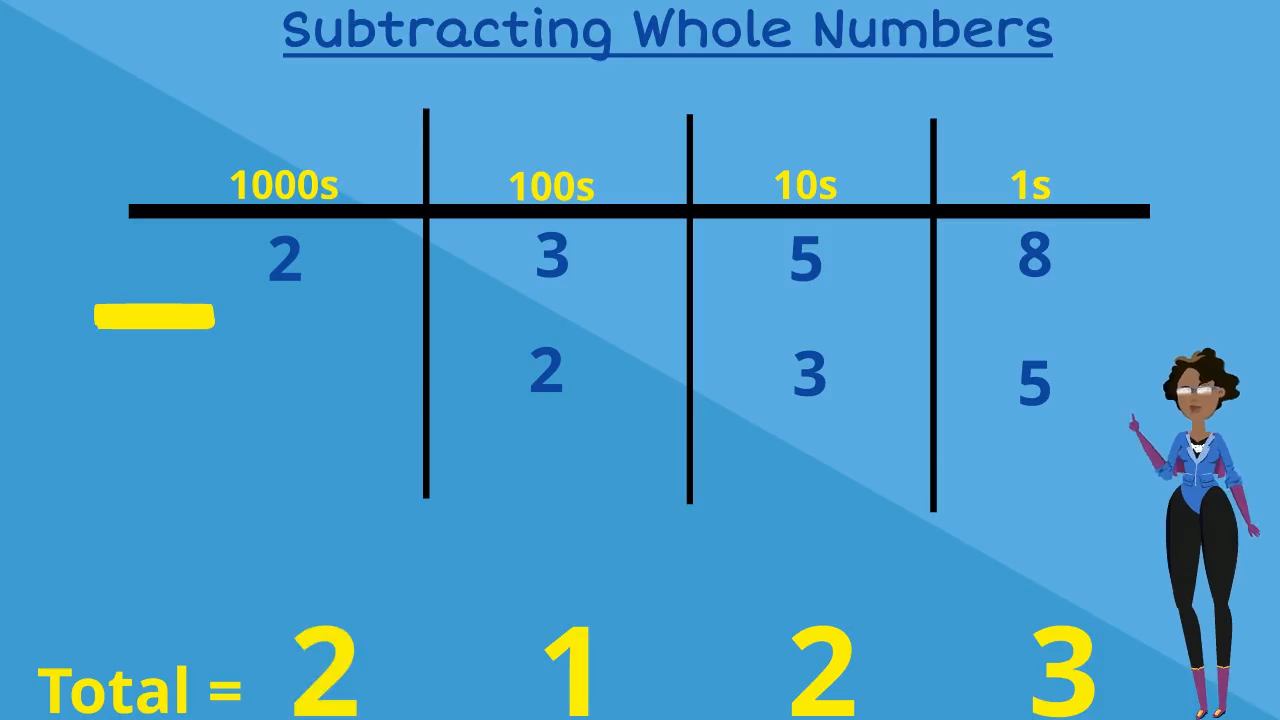 Subtracting Whole Numbers
1000s 100s 10s 1s
2 3 5 8
2 3 5
Total = 2 1 2 3